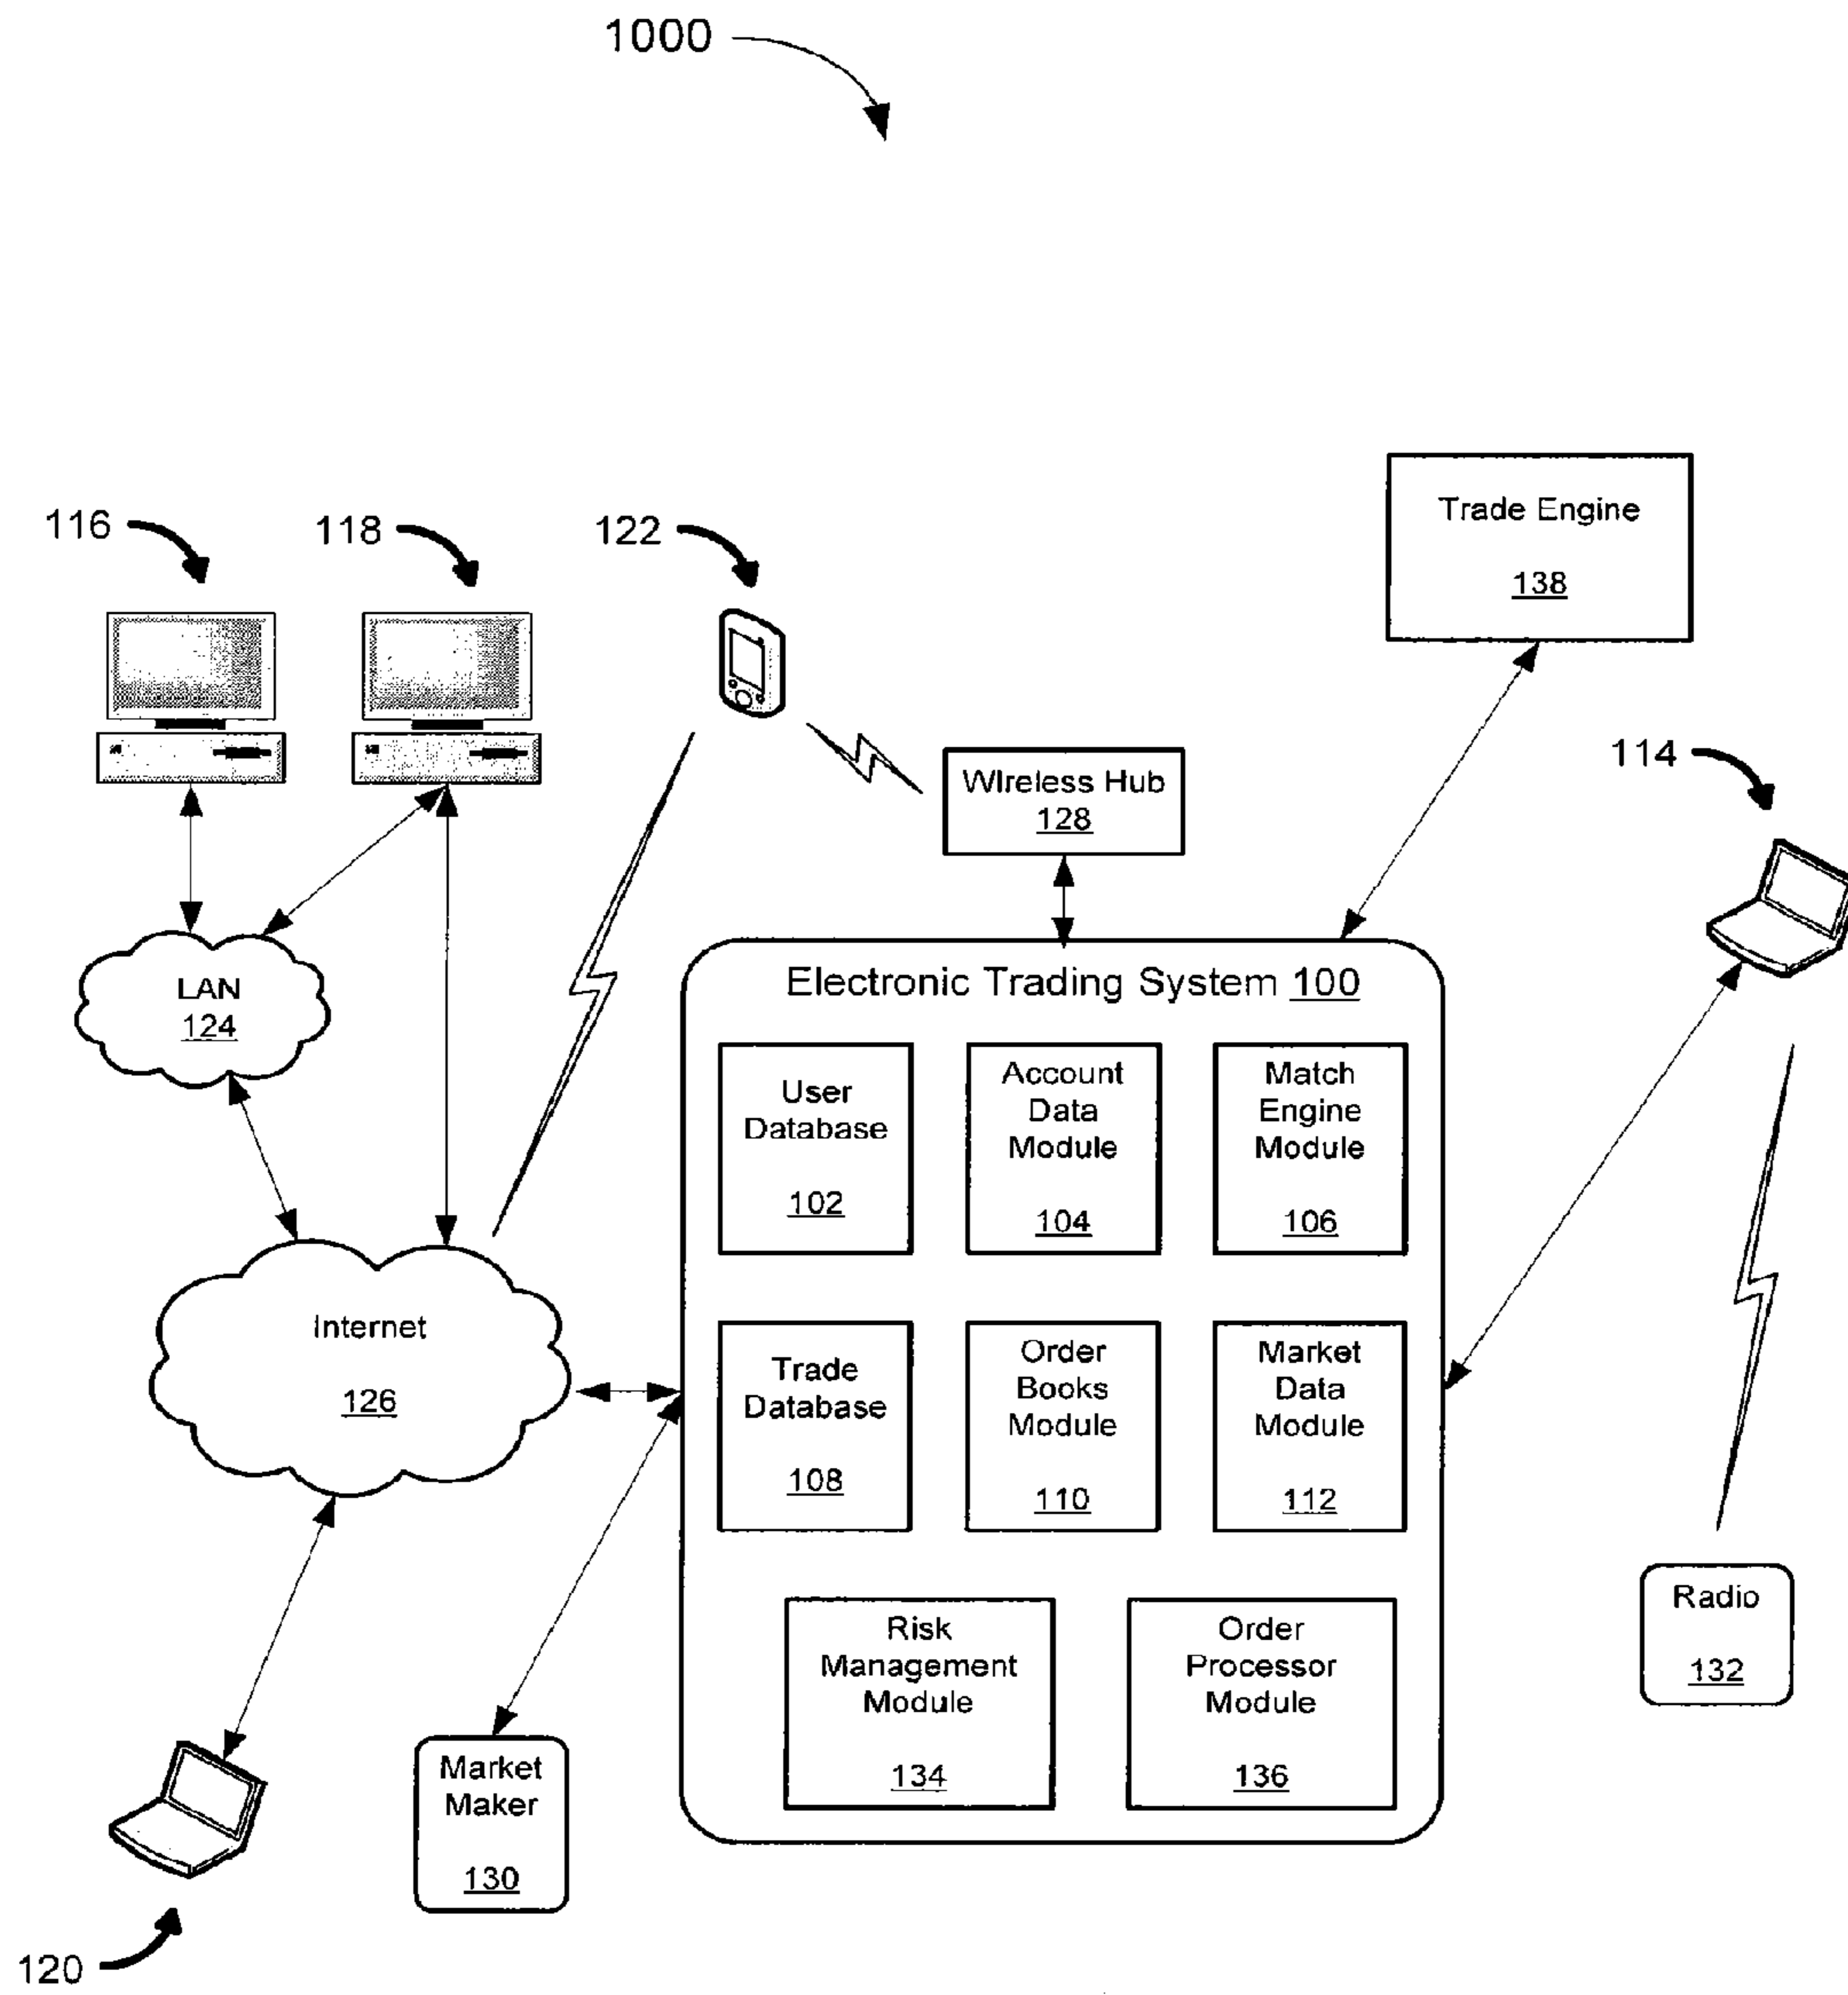 1000
116
118
122
Trade Engine
138
WIreless Hub
128
114
LAN
124
Electronic Trading System 100
User
Database
102
Account
Data
Module
104
Match
Engine
Module
106
Internet
126
Trade
Database
108
Order
Books
Module
110
Market
Data
Module
112
Risk
Management
Module
134
Order
Processor
Module
136
Radio
132
Market
Maker
130
120